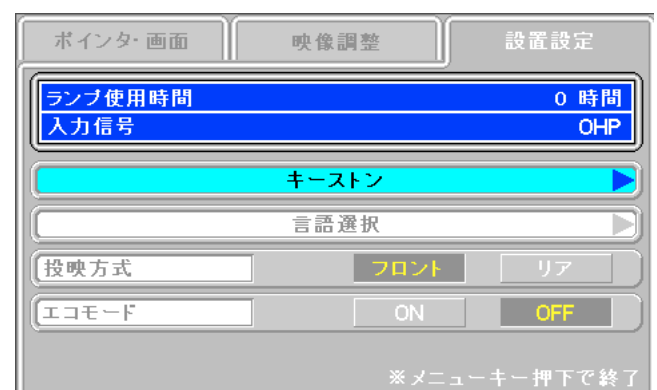 ポインタ・画面 映像調整 設置設定
ランプ使用時間 0 時間
入力信号 OHP
キーストン
言語選択
投映方式 フロント リア
エコモード ON OFF
※メニューキー押下で終了